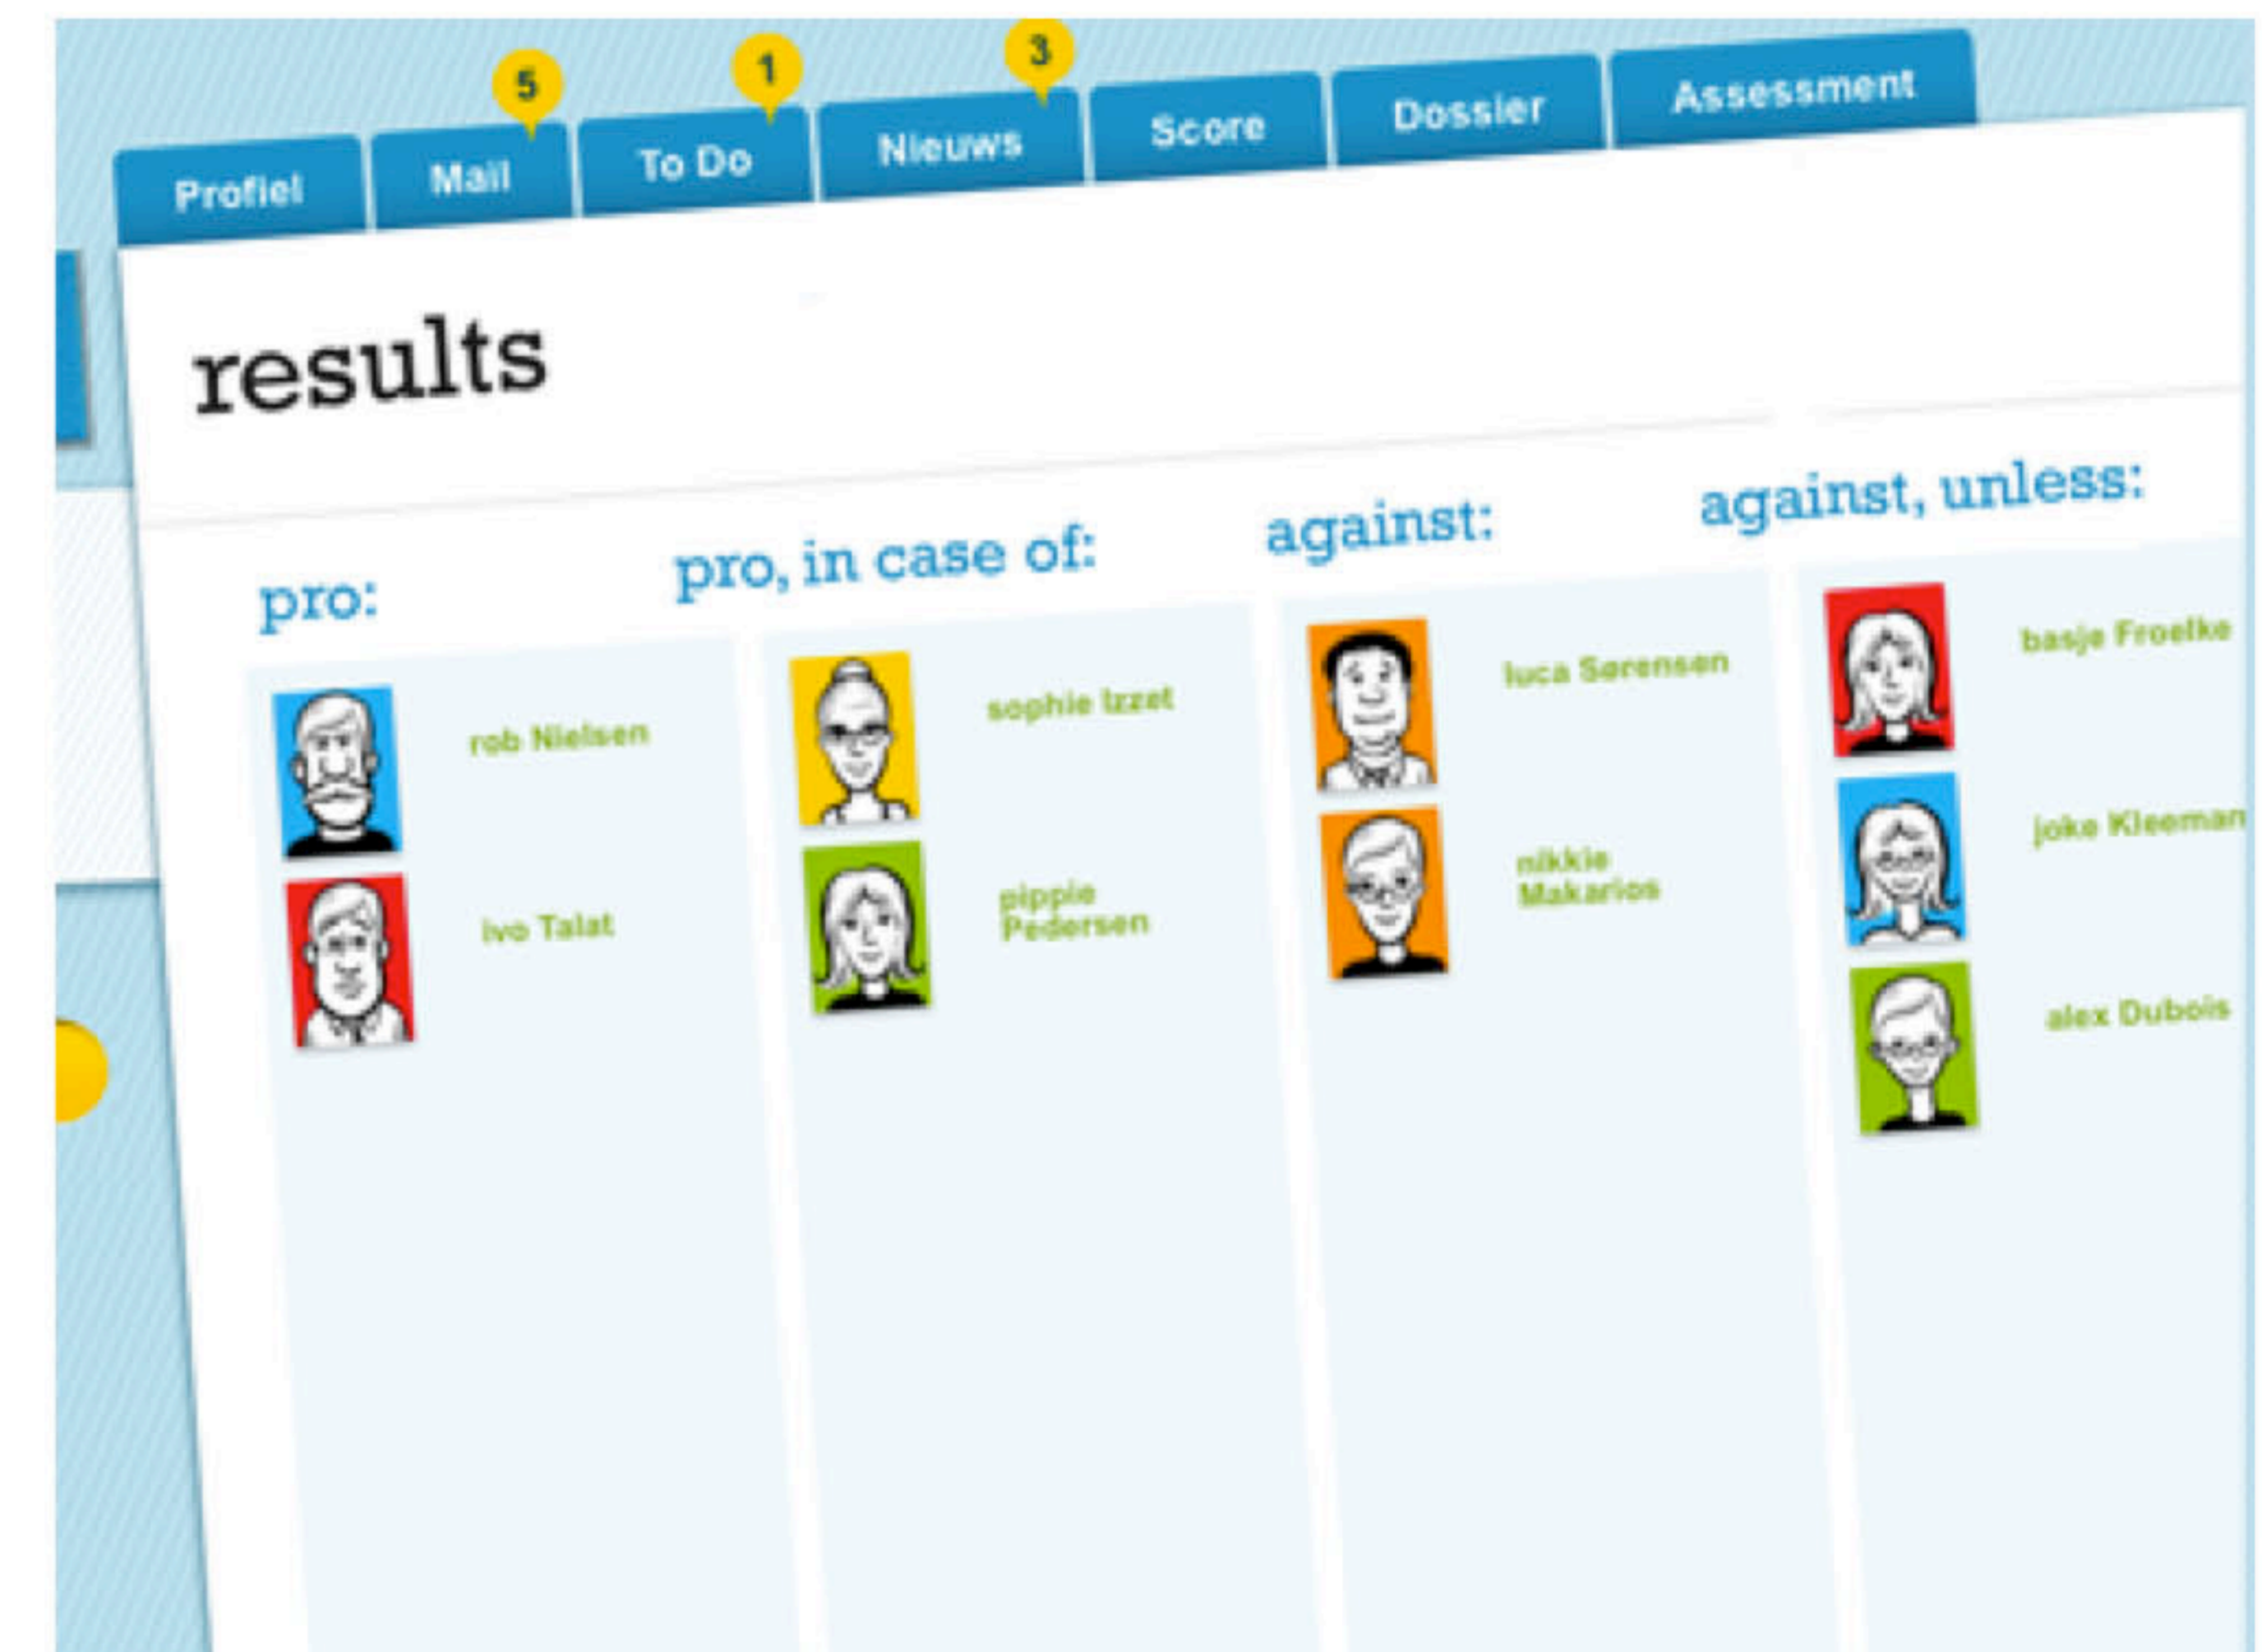 5
1
3
Profiel
Mail
To Do
Nieuws
Score
Dossier
Assessment
results
pro:
pro, in case of:
against:
against, unless:
rob Nielsen
ivo Talat
sophie Izzet
pippie
Pedersen
luca Sørensen
nikkie
Makarios
basje Froelke
joke Kleeman
alex Dubois